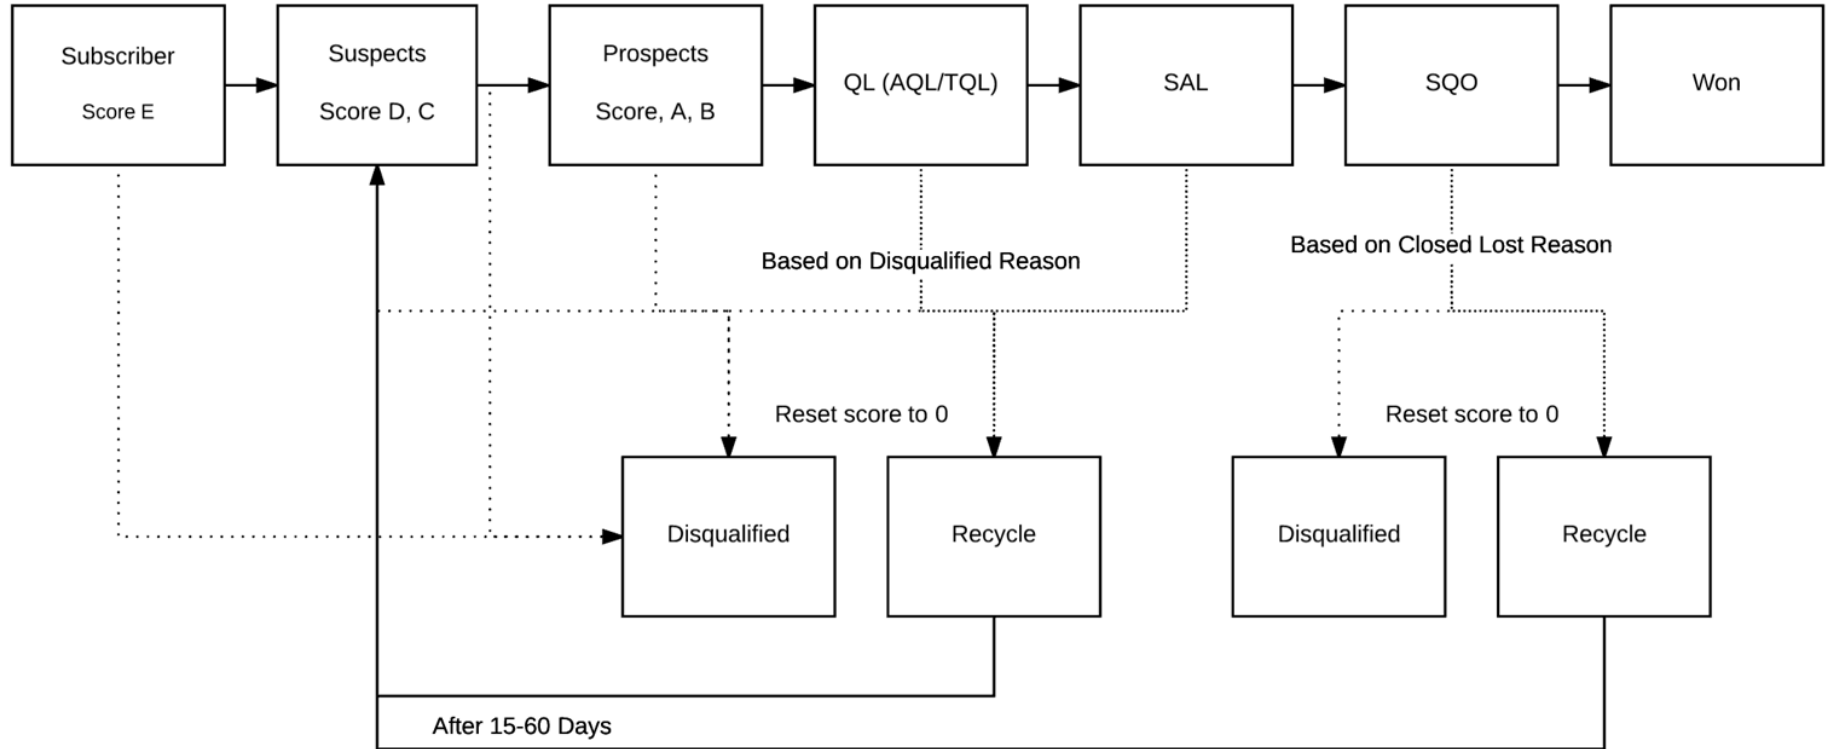 Subscriber
Score E
Suspects
Score D, C
Prospects
Score, A, B
QL (AQL/TQL)
SAL
SQO
Won
Based on Disqualified Reason
Based on Closed Lost Reason
Reset score to 0
Reset score to 0
Disqualified
Recycle
Disqualified
Recycle
After 15-60 Days